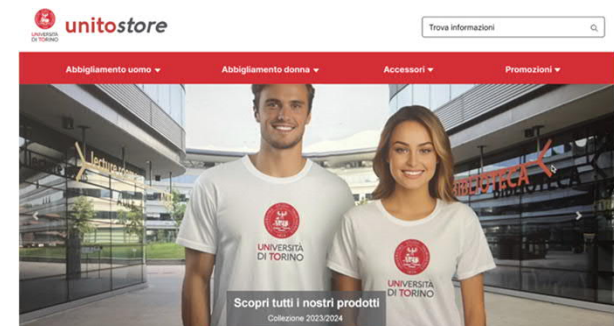 UNIVERSITÀ
DI TORINO
unitostore
Trova informazioni
Abbigliamento uomo
Abbigliamento donna
Accessori
Promozioni
BIBLIOTECA
UNIVERSITÀ
DI TORINO
UNIVERSITÀ
DI TORINO
Scopri tutti i nostri prodotti
Collezione 2023/2024